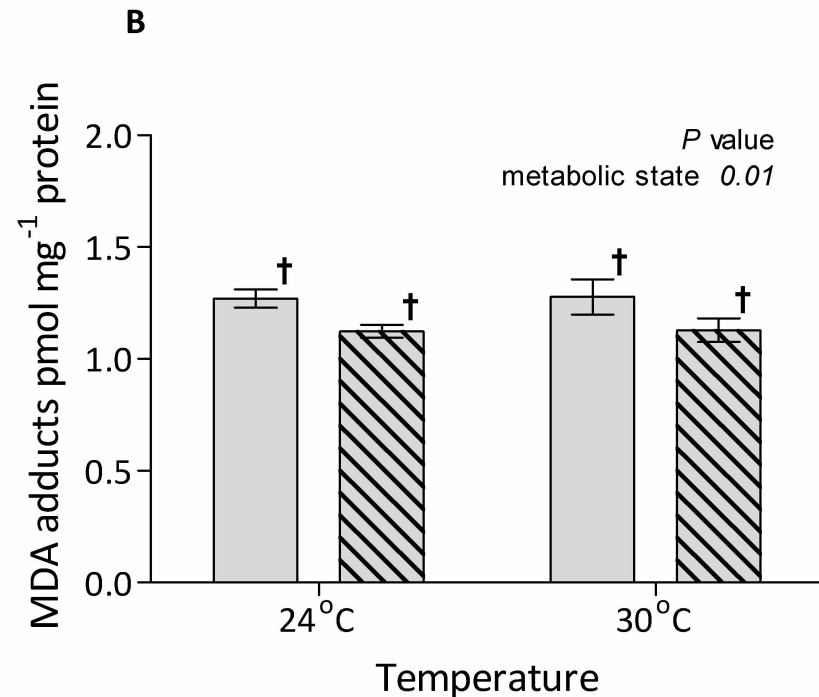 B
MDA adducts pmol mg⁻¹ protein
2.0
1.5
1.0
0.5
0.0
P value
metabolic state 0.01
†
†
†
†
24°C
30°C
Temperature